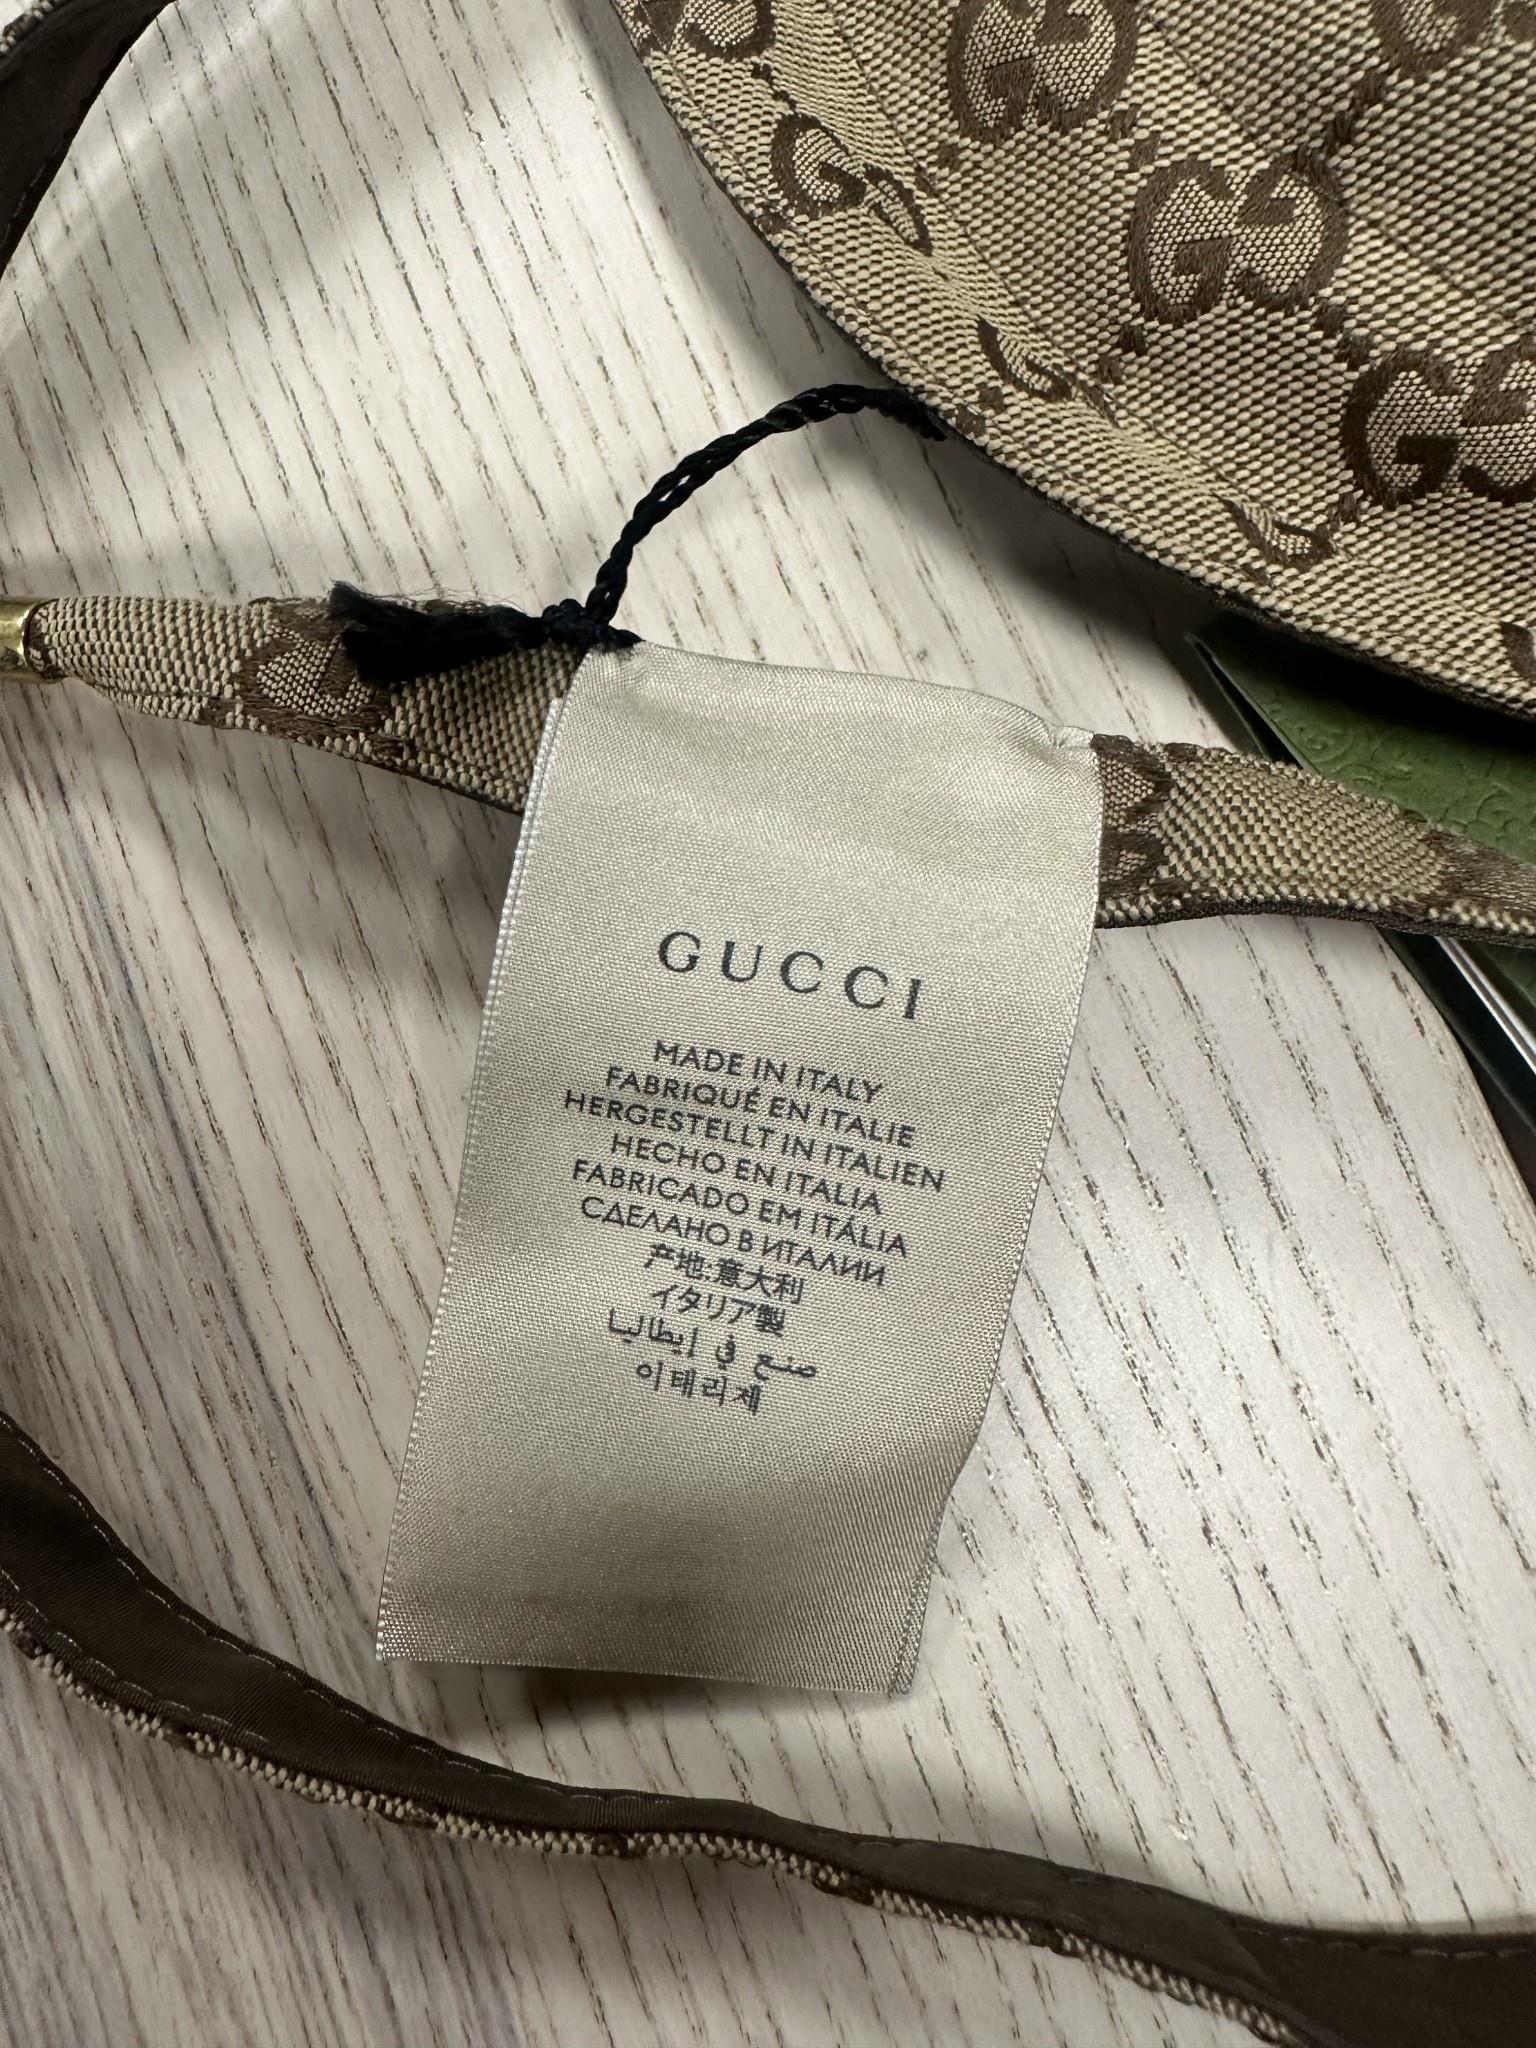 GUCCI
MADE IN ITALY
FABRIQUÉ EN ITALIE
HERGESTELLT IN ITALIEN
HECHO EN ITALIA
FABRICADO EM ITÁLIA
СДЕЛАНО В ИТАЛИИ
产地:意大利
イタリア製
صنع في إيطاليا
이태리제